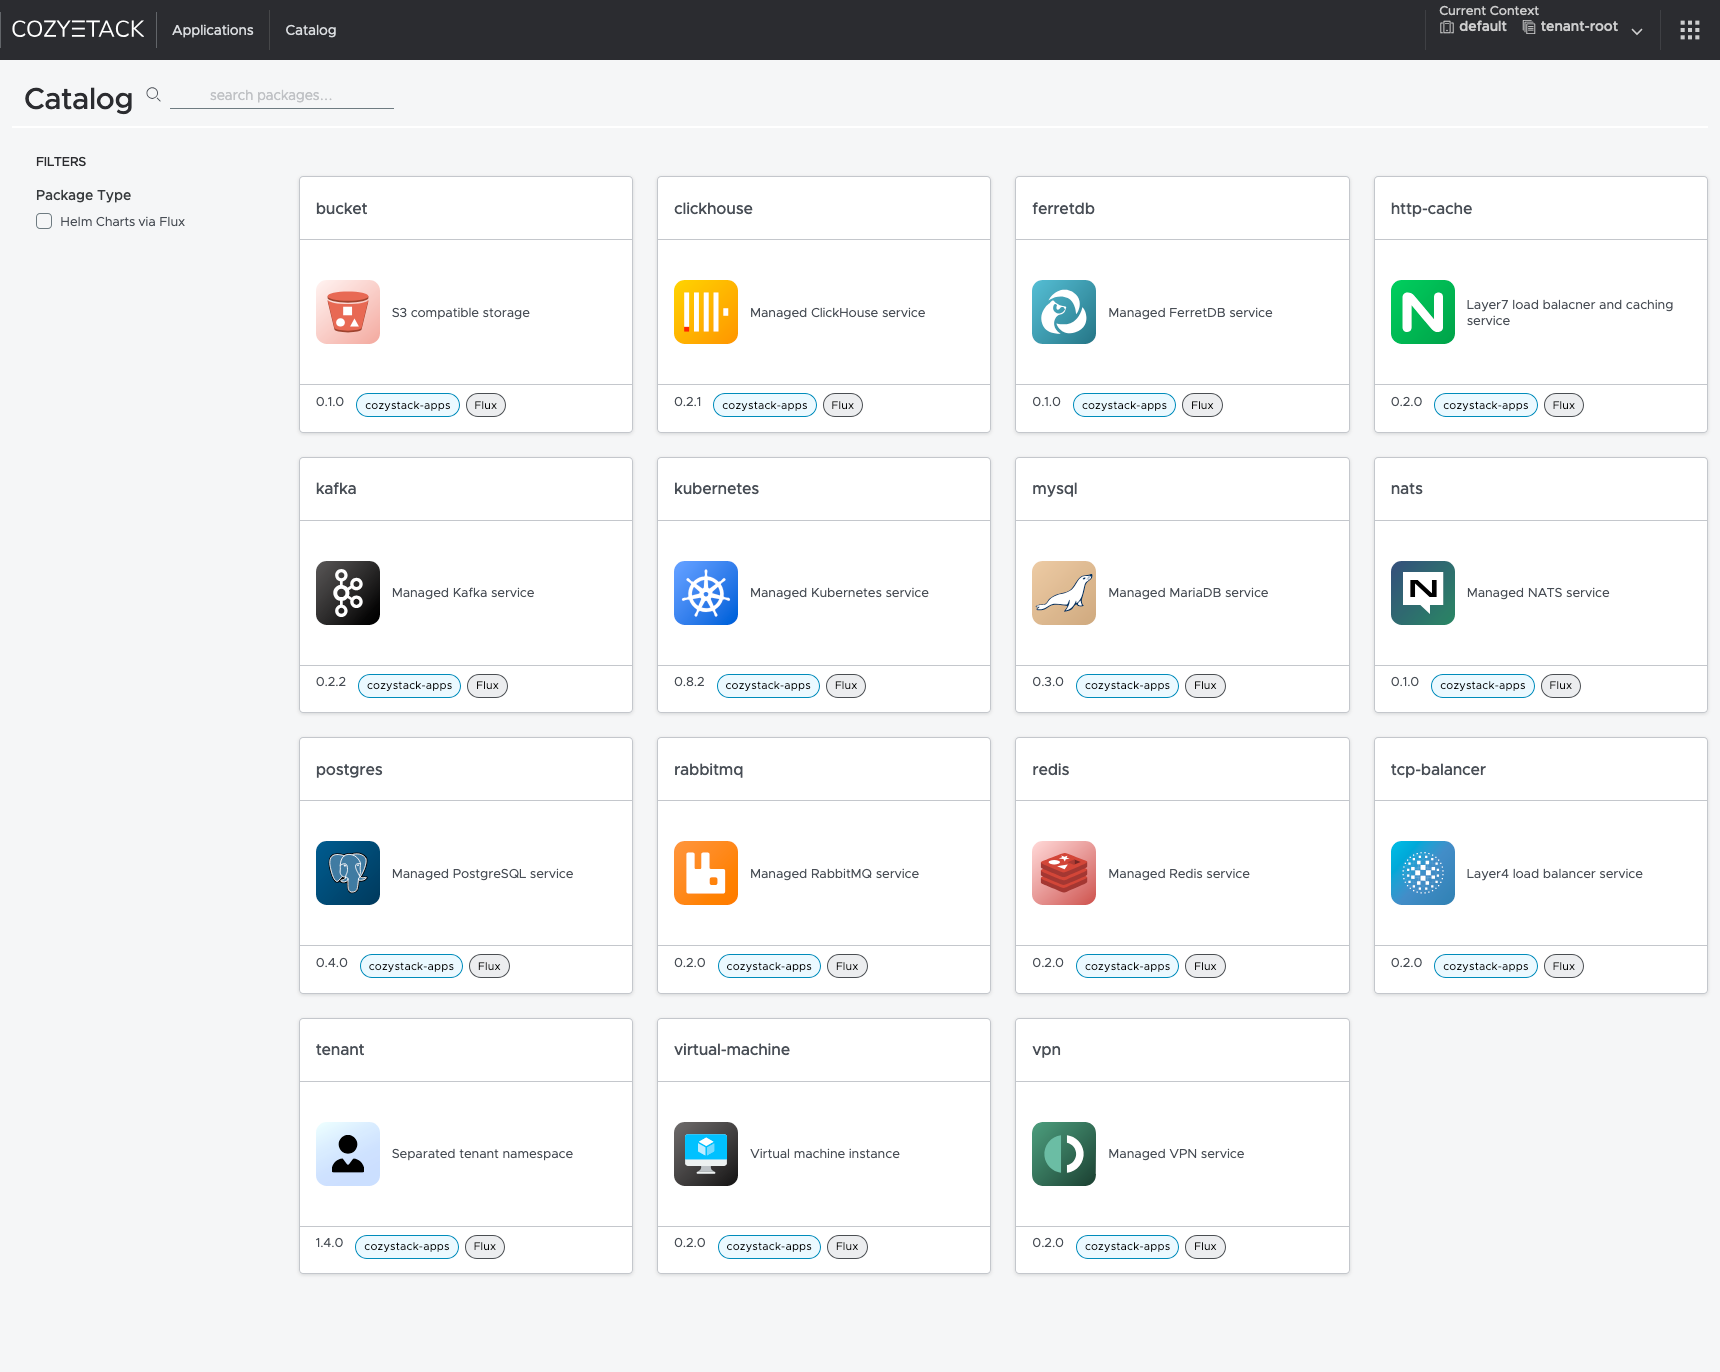 COZYSTACK
Applications
Catalog
Current Context
default
tenant-root
Catalog
search packages...
FILTERS
Package Type
Helm Charts via Flux
bucket
S3 compatible storage
0.1.0 cozystack-apps Flux
clickhouse
Managed ClickHouse service
0.2.1 cozystack-apps Flux
ferretdb
Managed FerretDB service
0.1.0 cozystack-apps Flux
http-cache
Layer7 load balacner and caching
service
0.2.0 cozystack-apps Flux
kafka
Managed Kafka service
0.2.2 cozystack-apps Flux
kubernetes
Managed Kubernetes service
0.8.2 cozystack-apps Flux
mysql
Managed MariaDB service
0.3.0 cozystack-apps Flux
nats
N
Managed NATS service
0.1.0 cozystack-apps Flux
postgres
Managed PostgreSQL service
0.4.0 cozystack-apps Flux
rabbitmq
Managed RabbitMQ service
0.2.0 cozystack-apps Flux
redis
Managed Redis service
0.2.0 cozystack-apps Flux
tcp-balancer
Layer4 load balancer service
0.2.0 cozystack-apps Flux
tenant
Separated tenant namespace
1.4.0 cozystack-apps Flux
virtual-machine
Virtual machine instance
0.2.0 cozystack-apps Flux
vpn
Managed VPN service
0.2.0 cozystack-apps Flux